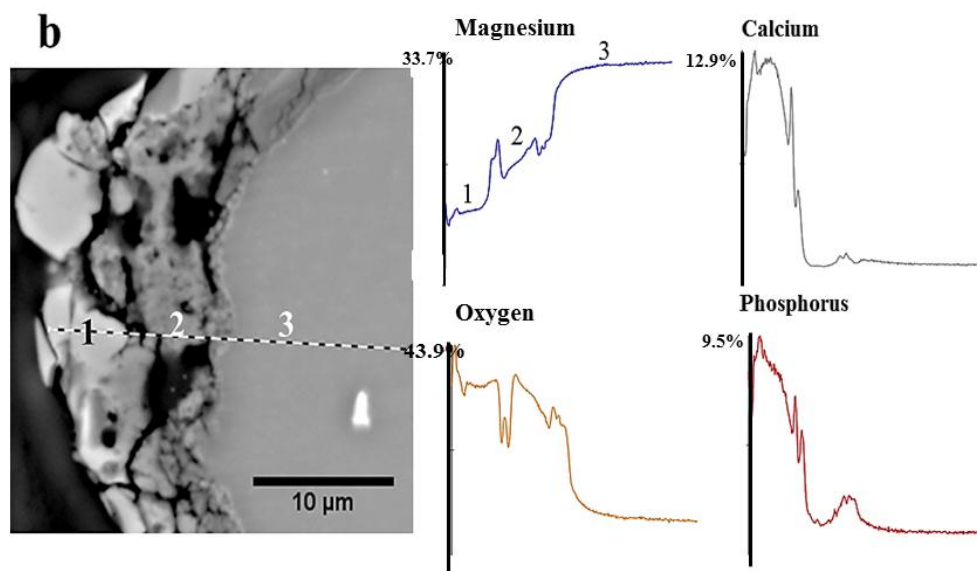 b
1 2 3
10 µm
Magnesium
33.7%
1 2 3
Calcium
12.9%
Oxygen
43.9%
Phosphorus
9.5%